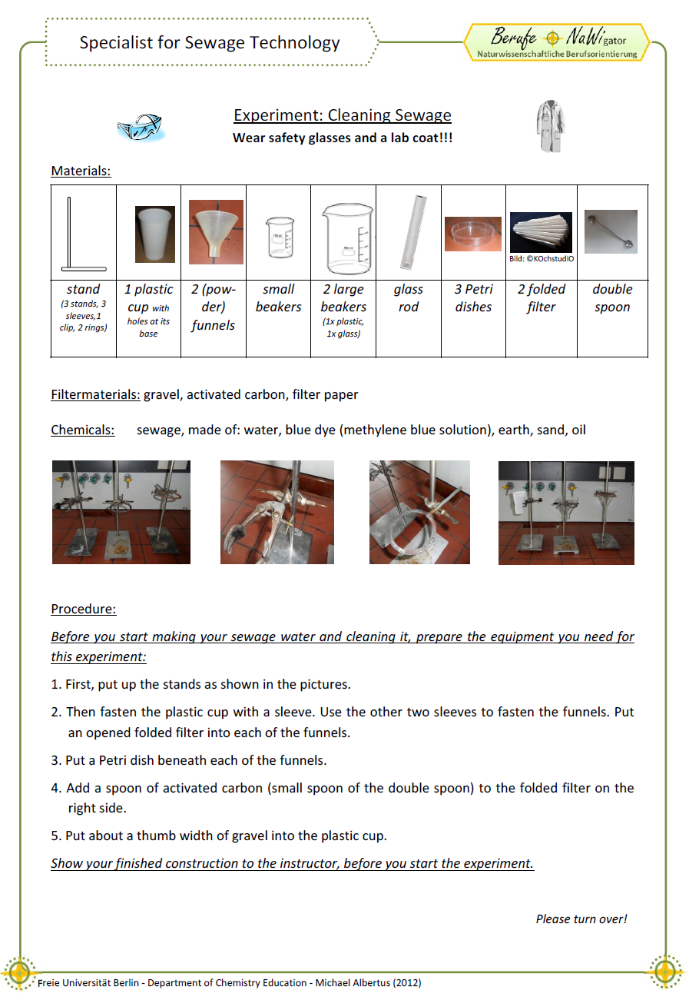 Specialist for Sewage Technology
Berufe NaWigator
Naturwissenschaftliche Berufsorientierung
Experiment: Cleaning Sewage
Wear safety glasses and a lab coat!!!
Materials:
Bild: ©KOchstudiO
stand
(3 stands, 3
sleeves,1
clip, 2 rings)
1 plastic
cup with
holes at its
base
2 (pow-
der)
funnels
small
beakers
2 large
beakers
(1x plastic,
1x glass)
glass
rod
3 Petri
dishes
2 folded
filter
double
spoon
Filtermaterials: gravel, activated carbon, filter paper
Chemicals: sewage, made of: water, blue dye (methylene blue solution), earth, sand, oil
Procedure:
Before you start making your sewage water and cleaning it, prepare the equipment you need for
this experiment:
1. First, put up the stands as shown in the pictures.
2. Then fasten the plastic cup with a sleeve. Use the other two sleeves to fasten the funnels. Put
an opened folded filter into each of the funnels.
3. Put a Petri dish beneath each of the funnels.
4. Add a spoon of activated carbon (small spoon of the double spoon) to the folded filter on the
right side.
5. Put about a thumb width of gravel into the plastic cup.
Show your finished construction to the instructor, before you start the experiment.
Please turn over!
Freie Universität Berlin - Department of Chemistry Education - Michael Albertus (2012)